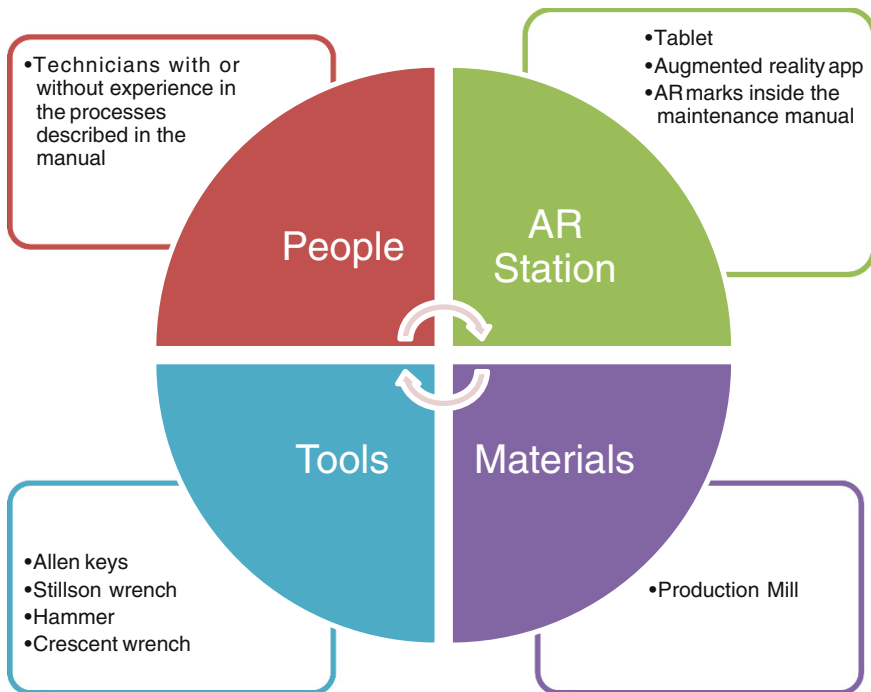 •Technicians with or
without experience in
the processes
described in the
manual
People
•Tablet
•Augmented reality app
•AR marks inside the
maintenance manual
AR
Station
Tools
•Allen keys
•Stillson wrench
•Hammer
•Crescent wrench
Materials
•Production Mill